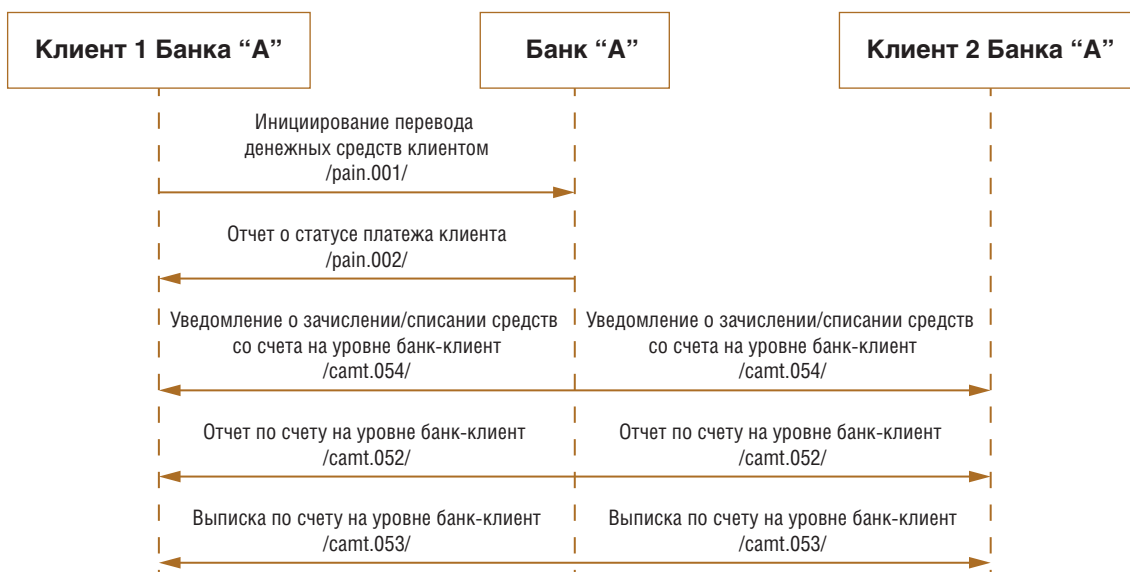 Клиент 1 Банка “А”
Банк “А”
Клиент 2 Банка “А”
Инициирование перевода
денежных средств клиентом
/pain.001/
Отчет о статусе платежа клиента
/pain.002/
Уведомление о зачислении/списании средств
со счета на уровне банк-клиент
/camt.054/
Уведомление о зачислении/списании средств
со счета на уровне банк-клиент
/camt.054/
Отчет по счету на уровне банк-клиент
/camt.052/
Отчет по счету на уровне банк-клиент
/camt.052/
Выписка по счету на уровне банк-клиент
/camt.053/
Выписка по счету на уровне банк-клиент
/camt.053/